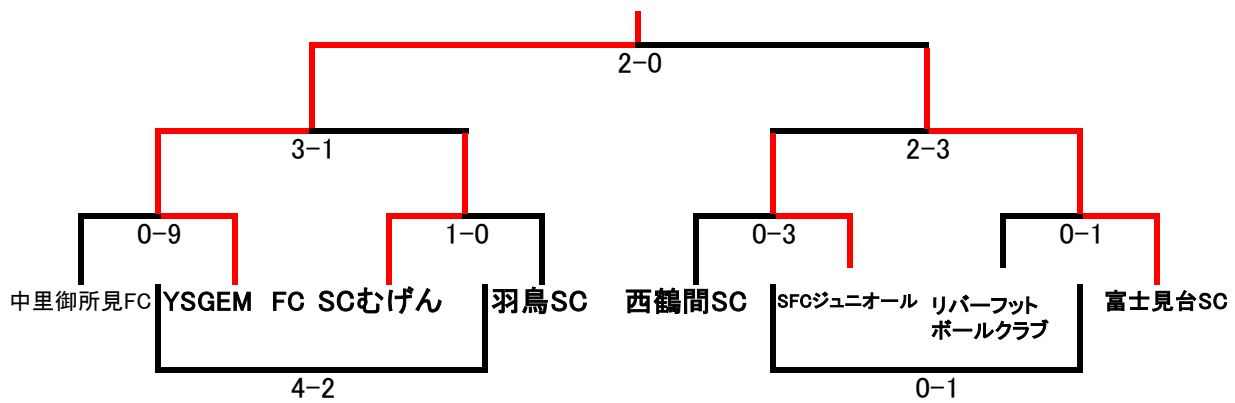 2-0
3-1
2-3
0-9
1-0
0-3
0-1
中里御所見FC
YSGEM FC
SCむげん
羽鳥SC
西鶴間SC
SFCジュニオール
リバーフット
ボールクラブ
富士見台SC
4-2
0-1